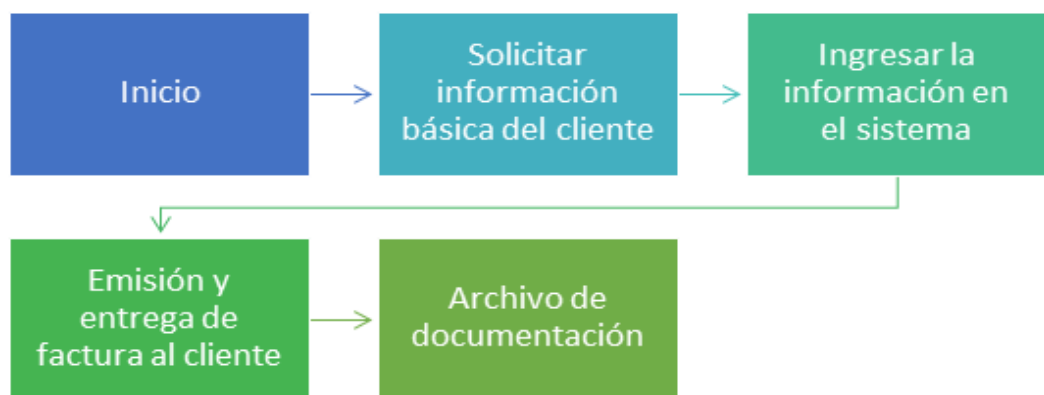 Inicio
Solicitar
información
básica del cliente
Ingresar la
información en
el sistema
Emisión y
entrega de
factura al cliente
Archivo de
documentación